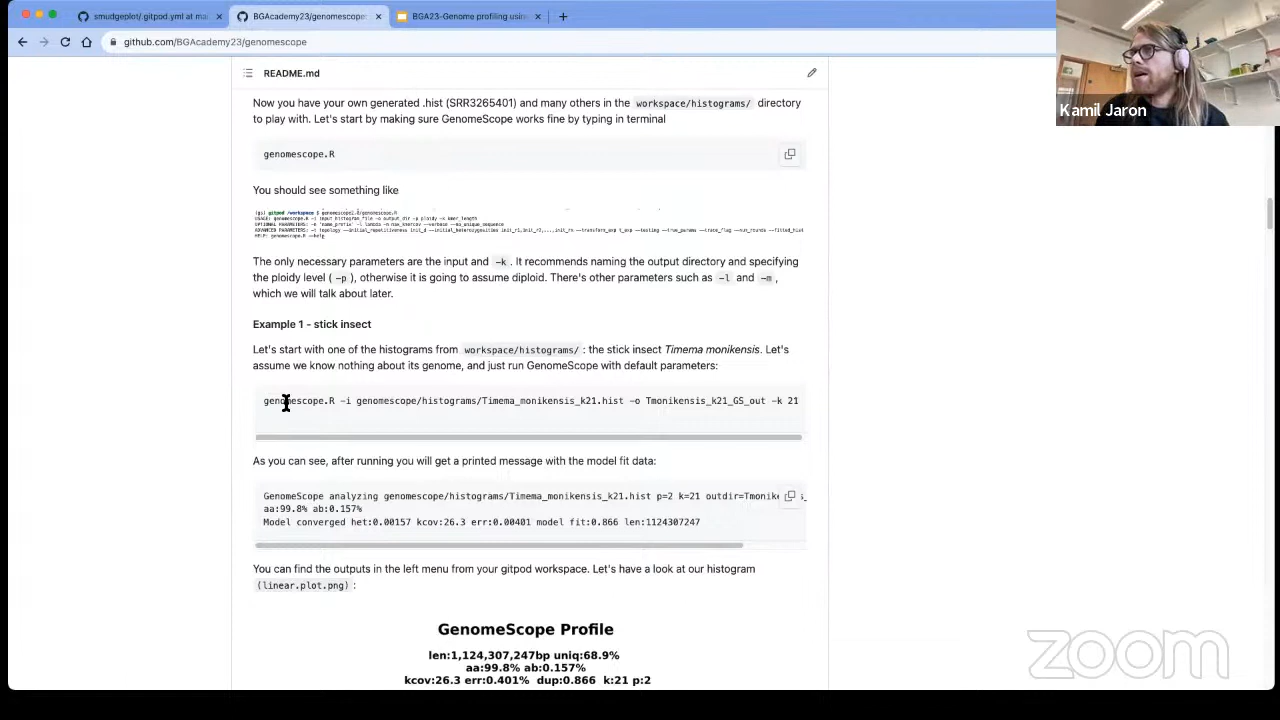 smudgeplot/.gitpod.yml at ma
BGAcademy23/genomescope
BGA23-Genome profiling using
github.com/BGAcademy23/genomescope
Kamil Jaron
README.md
Now you have your own generated .hist (SRR3265401) and many others in the workspace/histograms/ directory
to play with. Let's start by making sure GenomeScope works fine by typing in terminal
genomescope.R
You should see something like
The only necessary parameters are the input and -k. It recommends naming the output directory and specifying
the ploidy level (-p), otherwise it is going to assume diploid. There's other parameters such as -l and -m,
which we will talk about later.
Example 1 - stick insect
Let's start with one of the histograms from workspace/histograms/: the stick insect Timema monikensis. Let's
assume we know nothing about its genome, and just run GenomeScope with default parameters:
genomescope.R -i genomescope/histograms/Timema_monikensis_k21.hist -o Tmonikensis_k21_GS_out -k 21
As you can see, after running you will get a printed message with the model fit data:
GenomeScope analyzing genomescope/histograms/Timema_monikensis_k21.hist p=2 k=21 outdir=Tmonike
aa:99.8% ab:0.157%
Model converged het:0.00157 kcov:26.3 err:0.00401 model fit:0.866 len:1124307247
You can find the outputs in the left menu from your gitpod workspace. Let's have a look at our histogram
(linear.plot.png):
GenomeScope Profile
len:1,124,307,247bp uniq:68.9%
aa:99.8% ab:0.157%
kcov:26.3 err:0.401% dup:0.866 k:21 p:2
zoom